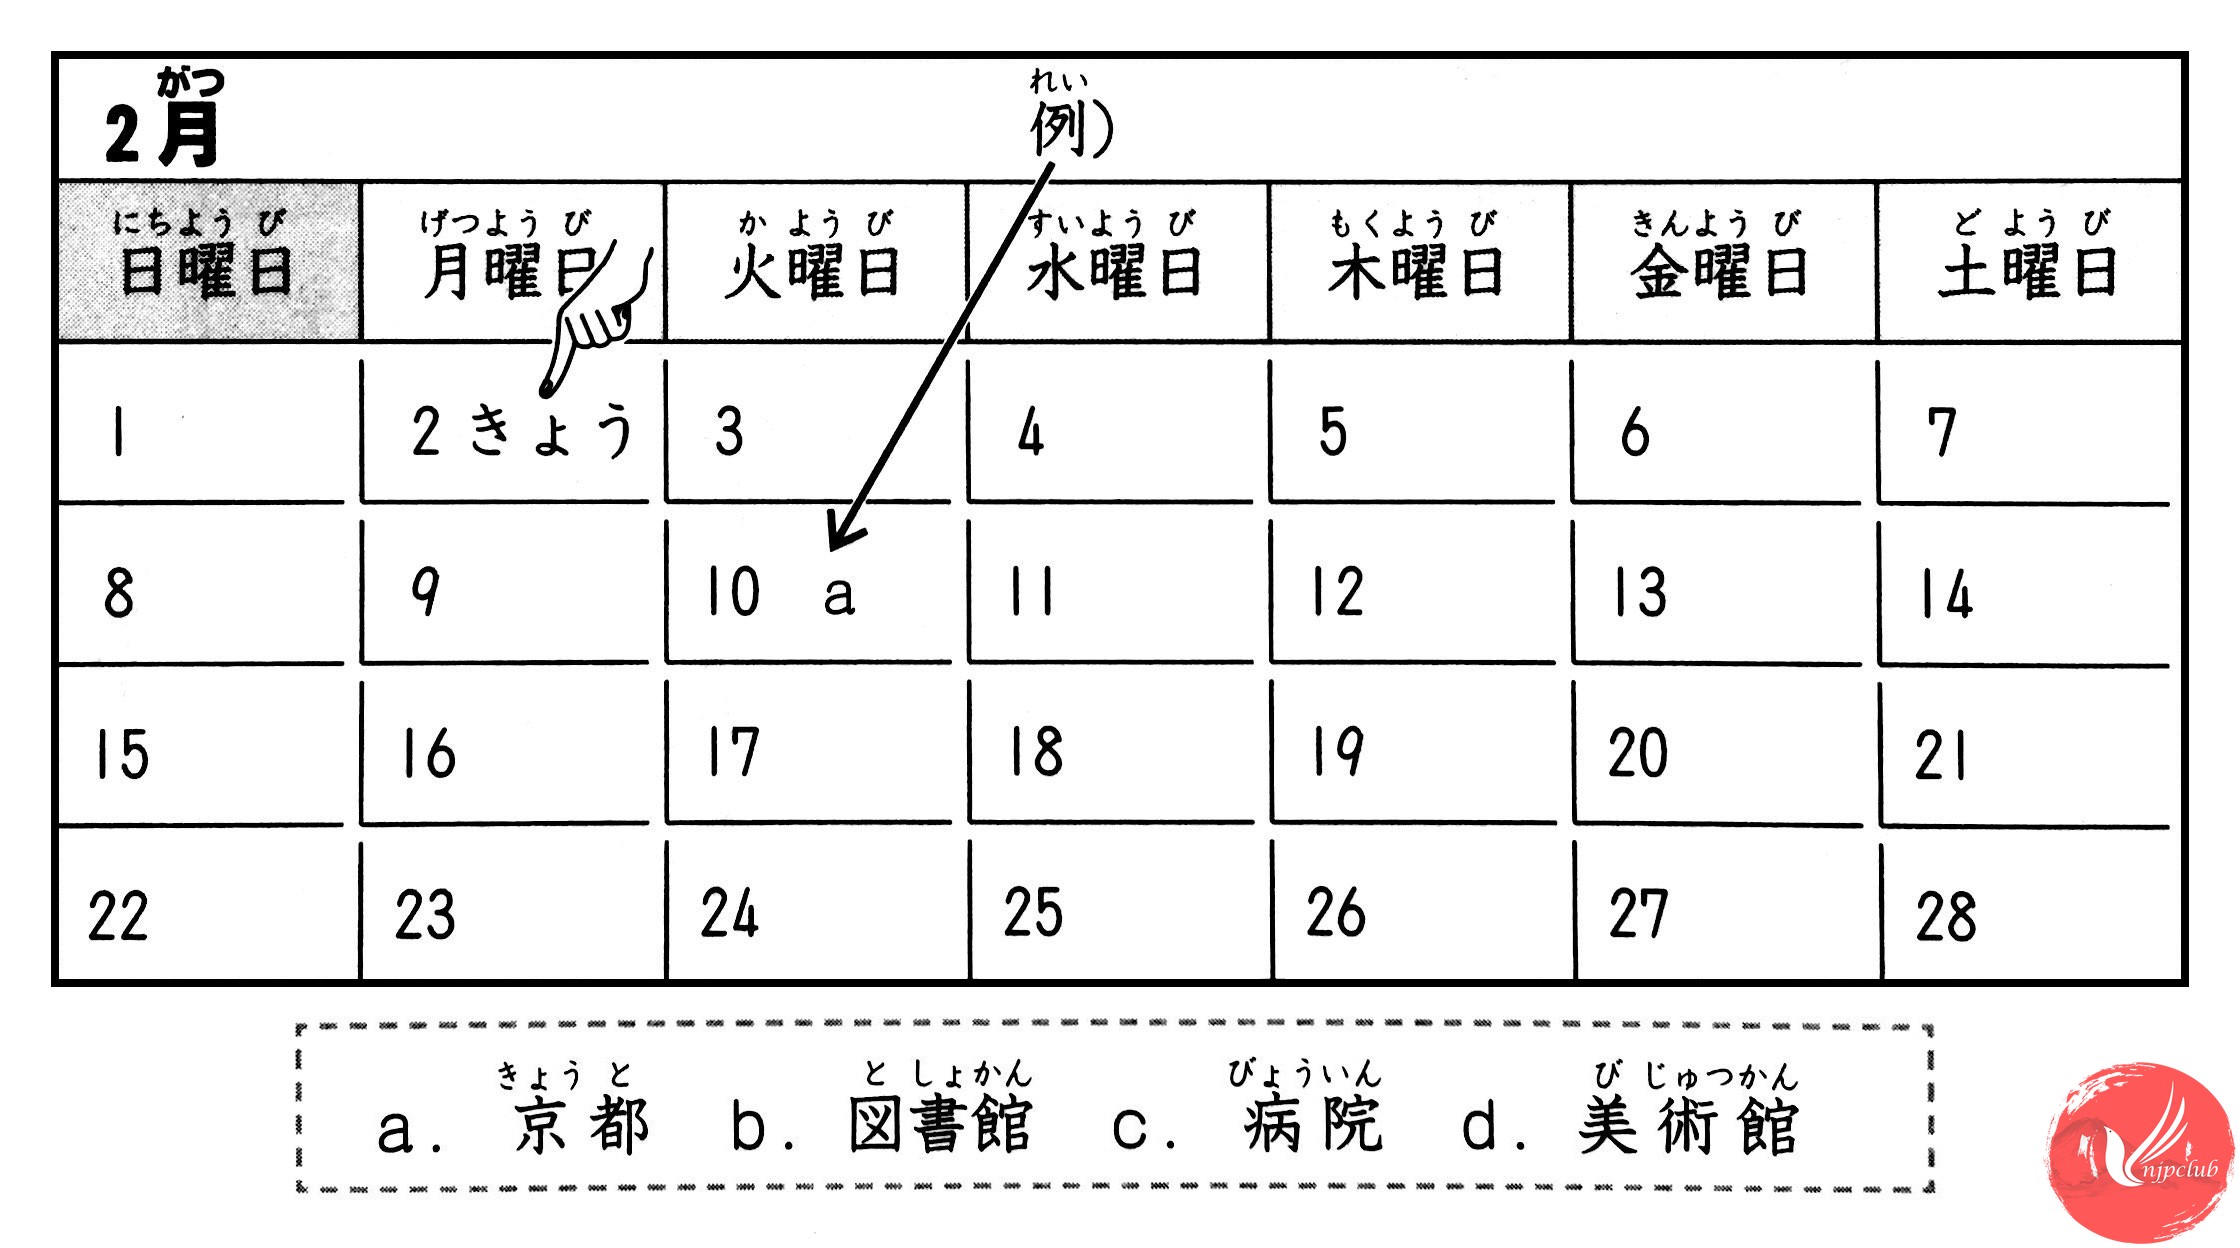 がつ
2月
れい
例)
にちようび げつようび かようび すいようび もくようび きんようび どようび
日曜日 月曜日 火曜日 水曜日 木曜日 金曜日 土曜日
1 2 きょう 3 4 5 6 7
8 9 10 a 11 12 13 14
15 16 17 18 19 20 21
22 23 24 25 26 27 28
きょうと としょかん びょういん びじゅつかん
a. 京都 b. 図書館 c. 病院 d. 美術館
njpclub